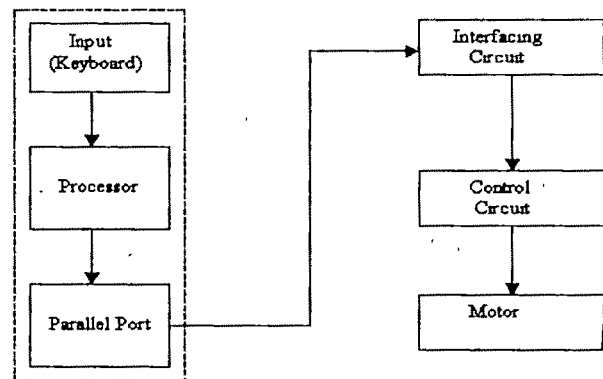 Input
(Keyboard)
Processor
Parallel Port
Interfacing
Circuit
Control
Circuit
Motor